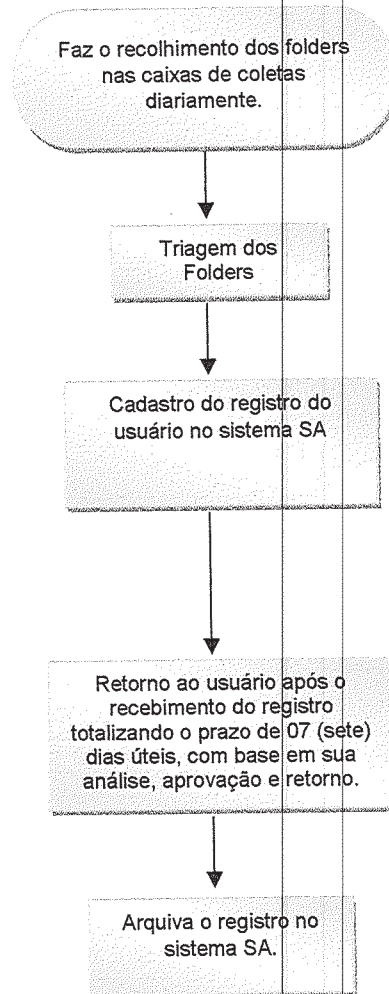 Faz o recolhimento dos folders
nas caixas de coletas
diariamente.
Triagem dos
Folders
Cadastro do registro do
usuário no sistema SA
Retorno ao usuário após o
recebimento do registro
totalizando o prazo de 07 (sete)
dias úteis, com base em sua
análise, aprovação e retorno.
Arquiva o registro no
sistema SA.